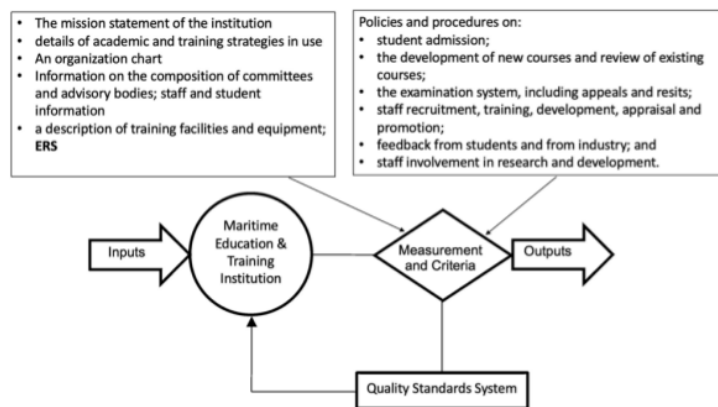 • The mission statement of the institution
• details of academic and training strategies in use
• An organization chart
• Information on the composition of committees
and advisory bodies; staff and student
information
• a description of training facilities and equipment;
ERS
Policies and procedures on:
• student admission;
• the development of new courses and review of existing
courses;
• the examination system, including appeals and resits;
• staff recruitment, training, development, appraisal and
promotion;
• feedback from students and from industry; and
• staff involvement in research and development.
Inputs
Maritime
Education &
Training
Institution
Measurement
and Criteria
Outputs
Quality Standards System